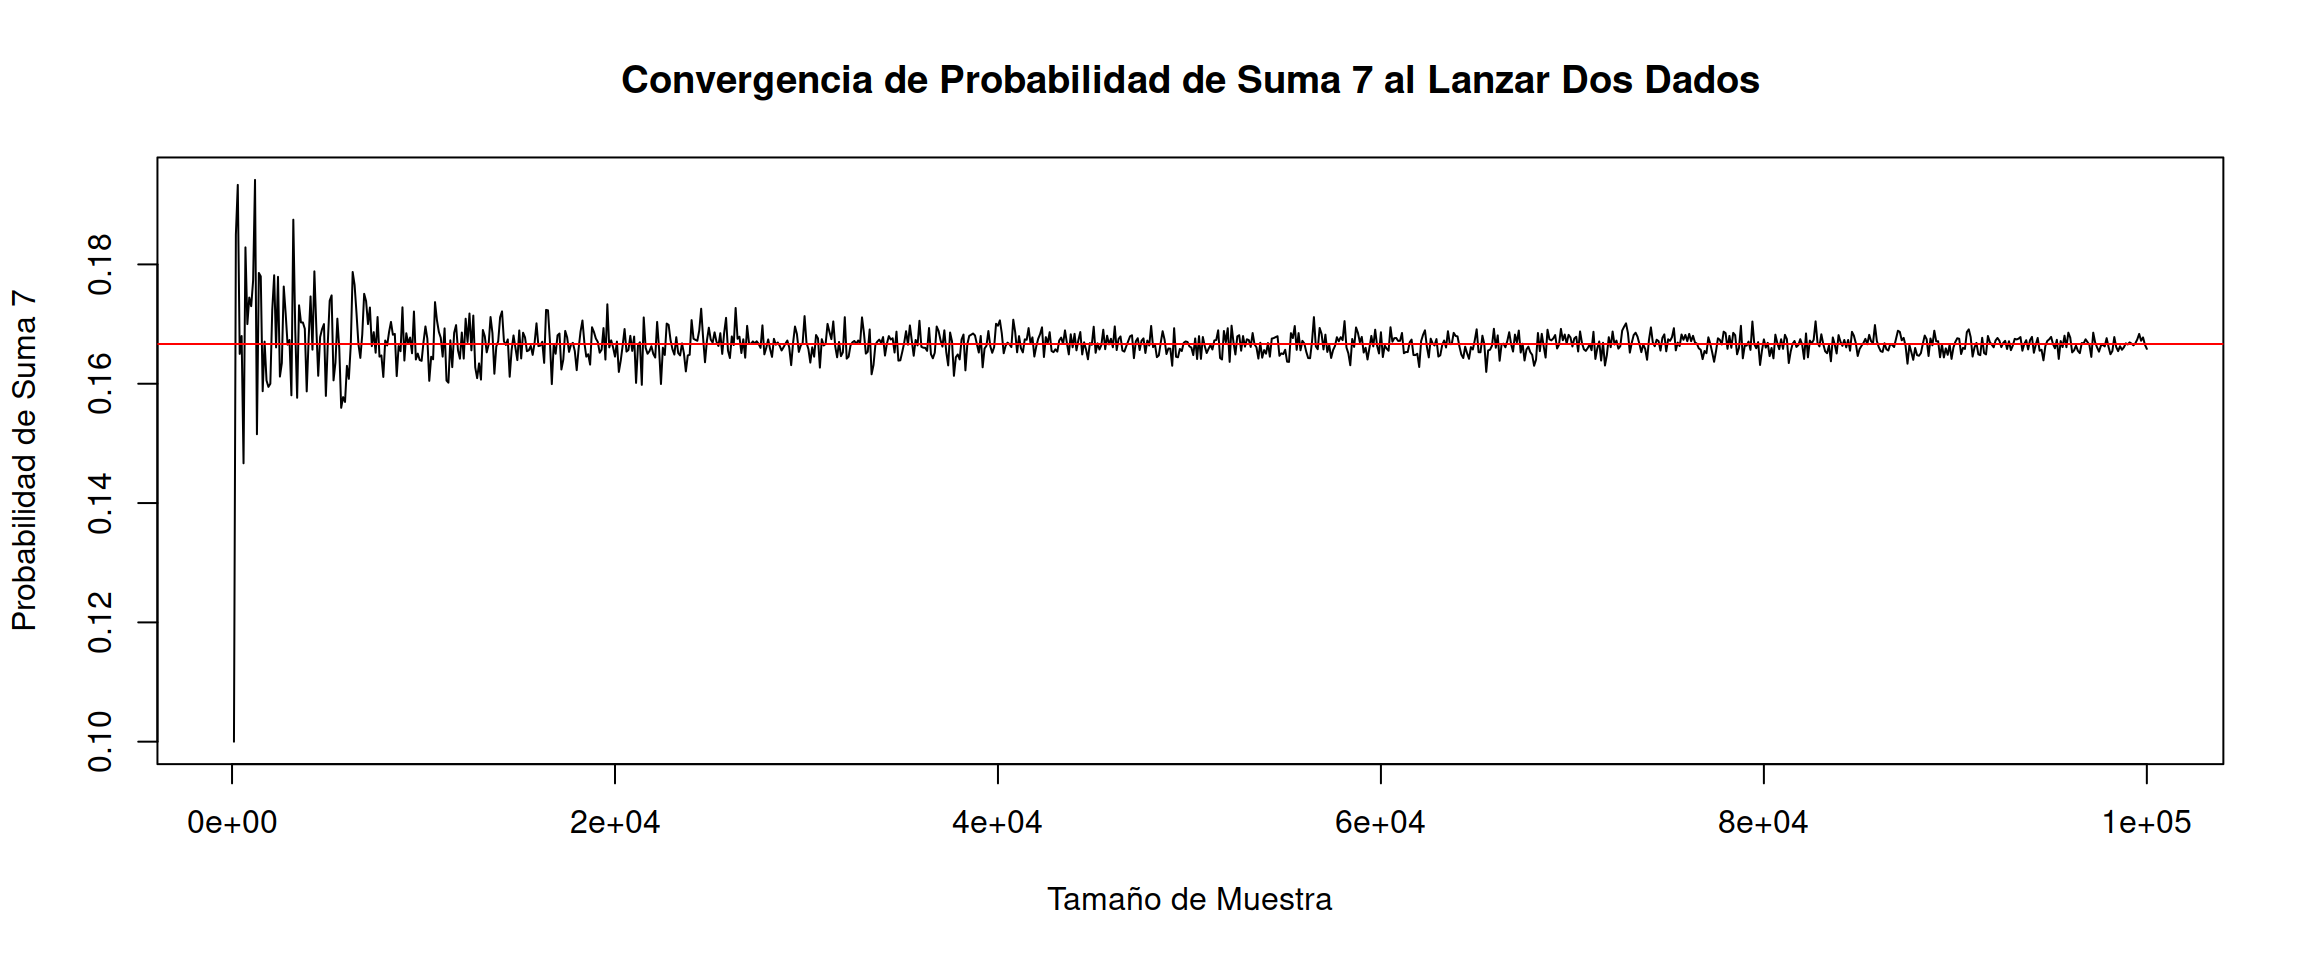 Convergencia de Probabilidad de Suma 7 al Lanzar Dos Dados
Probabilidad de Suma 7
0.18
0.16
0.14
0.12
0.10
0e+00 2e+04 4e+04 6e+04 8e+04 1e+05
Tamaño de Muestra